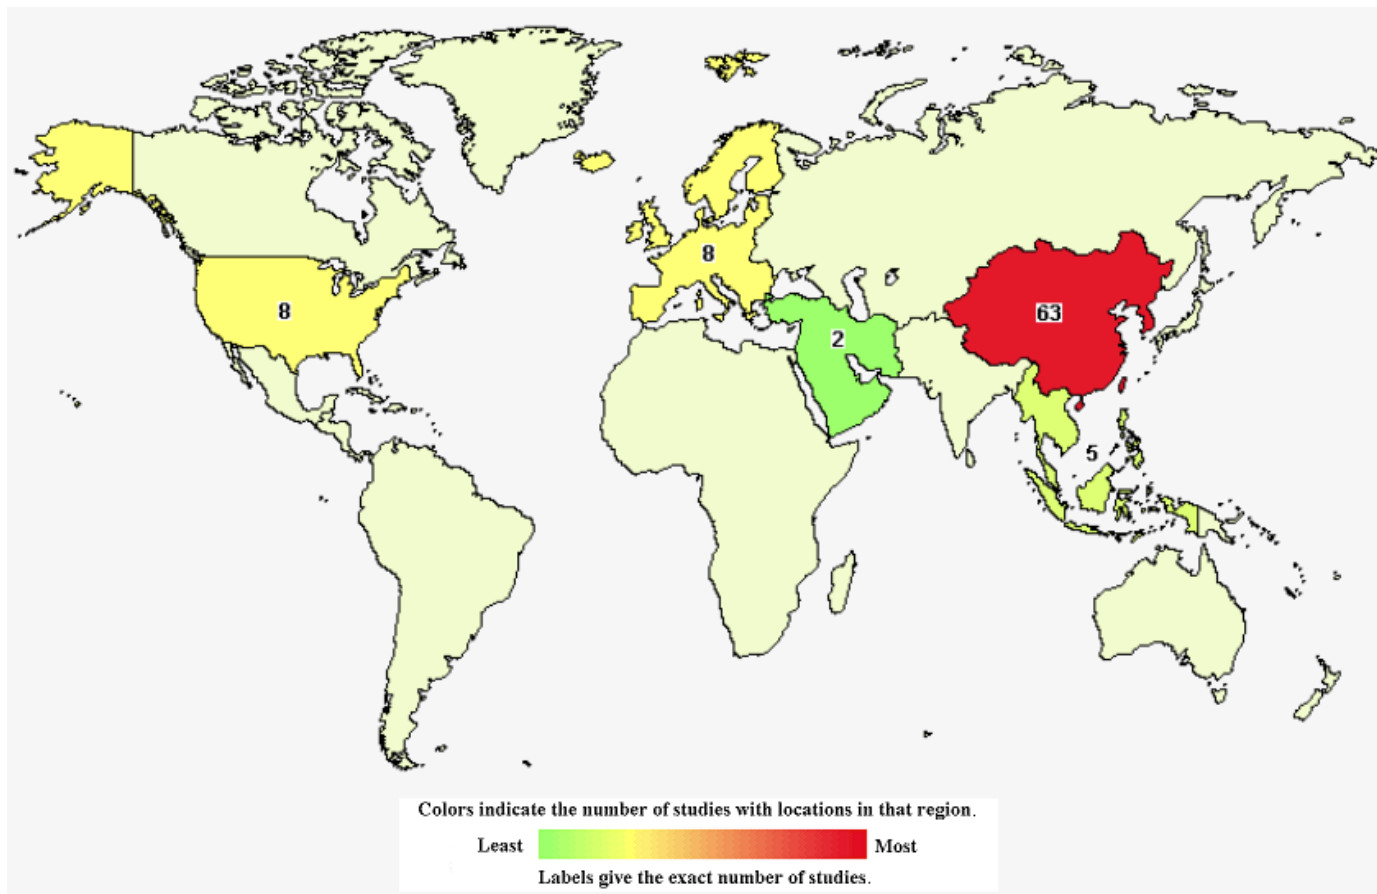 8
8
2
63
5
Colors indicate the number of studies with locations in that region.
Least
Most
Labels give the exact number of studies.